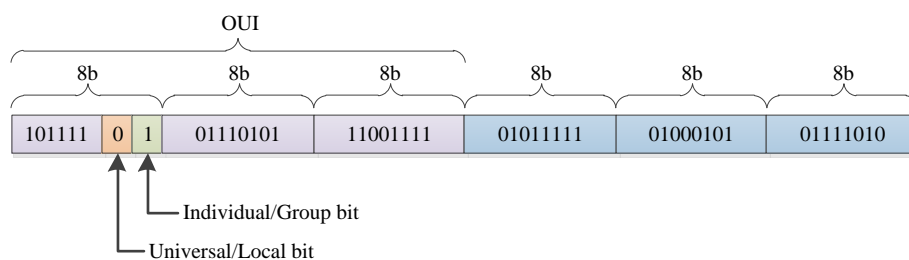 OUI
8b 8b 8b 8b 8b 8b
101111 0 1 01110101 11001111 01011111 01000101 01111010
Individual/Group bit
Universal/Local bit